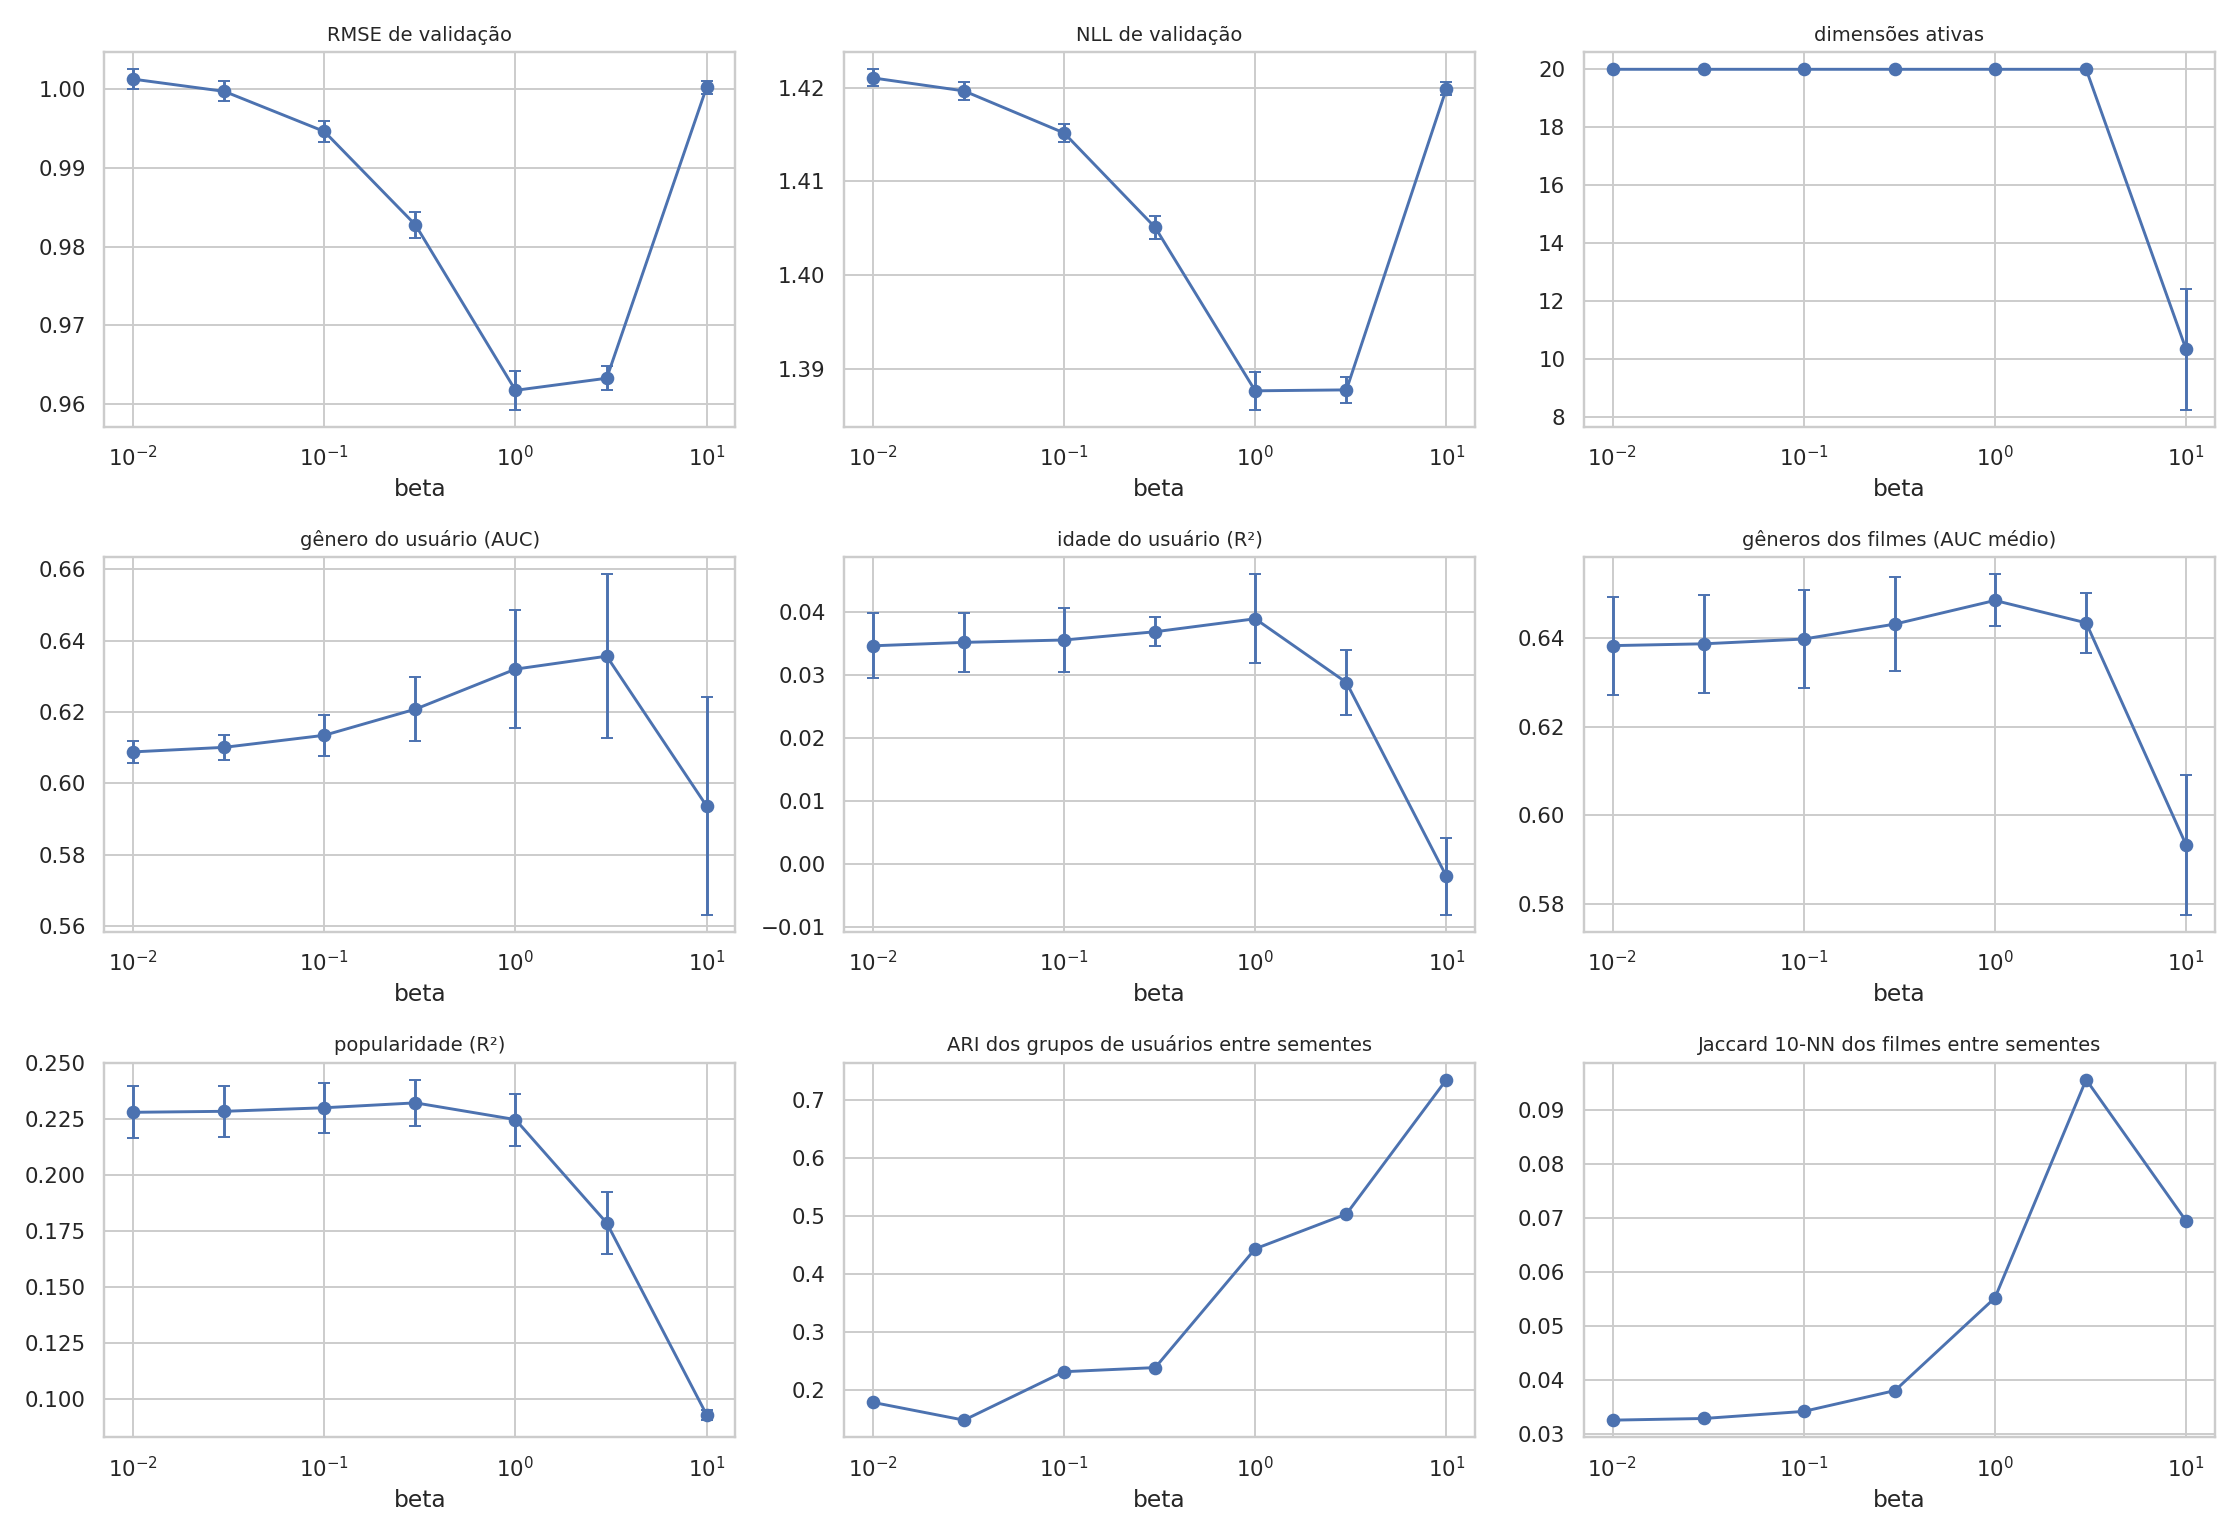 RMSE de validação
1.00
0.99
0.98
0.97
0.96
10⁻² 10⁻¹ 10⁰ 10¹
beta
NLL de validação
1.42
1.41
1.40
1.39
10⁻² 10⁻¹ 10⁰ 10¹
beta
dimensões ativas
20
18
16
14
12
10
8
10⁻² 10⁻¹ 10⁰ 10¹
beta
gênero do usuário (AUC)
0.66
0.64
0.62
0.60
0.58
0.56
10⁻² 10⁻¹ 10⁰ 10¹
beta
idade do usuário (R²)
0.04
0.03
0.02
0.01
0.00
−0.01
10⁻² 10⁻¹ 10⁰ 10¹
beta
gêneros dos filmes (AUC médio)
0.64
0.62
0.60
0.58
10⁻² 10⁻¹ 10⁰ 10¹
beta
popularidade (R²)
0.250
0.225
0.200
0.175
0.150
0.125
0.100
10⁻² 10⁻¹ 10⁰ 10¹
beta
ARI dos grupos de usuários entre sementes
0.7
0.6
0.5
0.4
0.3
0.2
10⁻² 10⁻¹ 10⁰ 10¹
beta
Jaccard 10-NN dos filmes entre sementes
0.09
0.08
0.07
0.06
0.05
0.04
0.03
10⁻² 10⁻¹ 10⁰ 10¹
beta